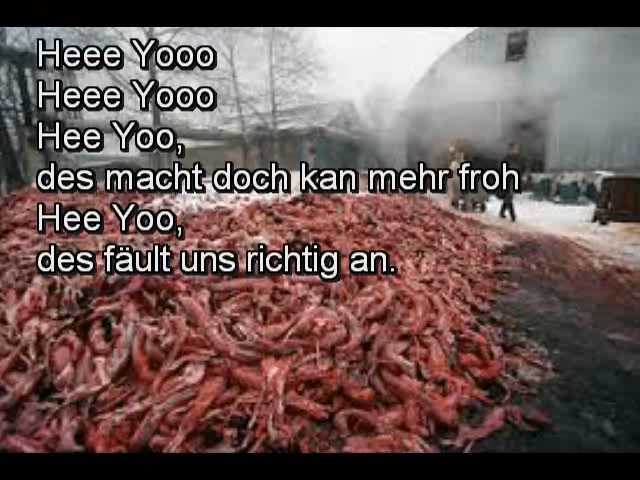 Heee Yooo
Heee Yooo
Hee Yoo,
des macht doch kan mehr froh
Hee Yoo,
des fäult uns richtig an.